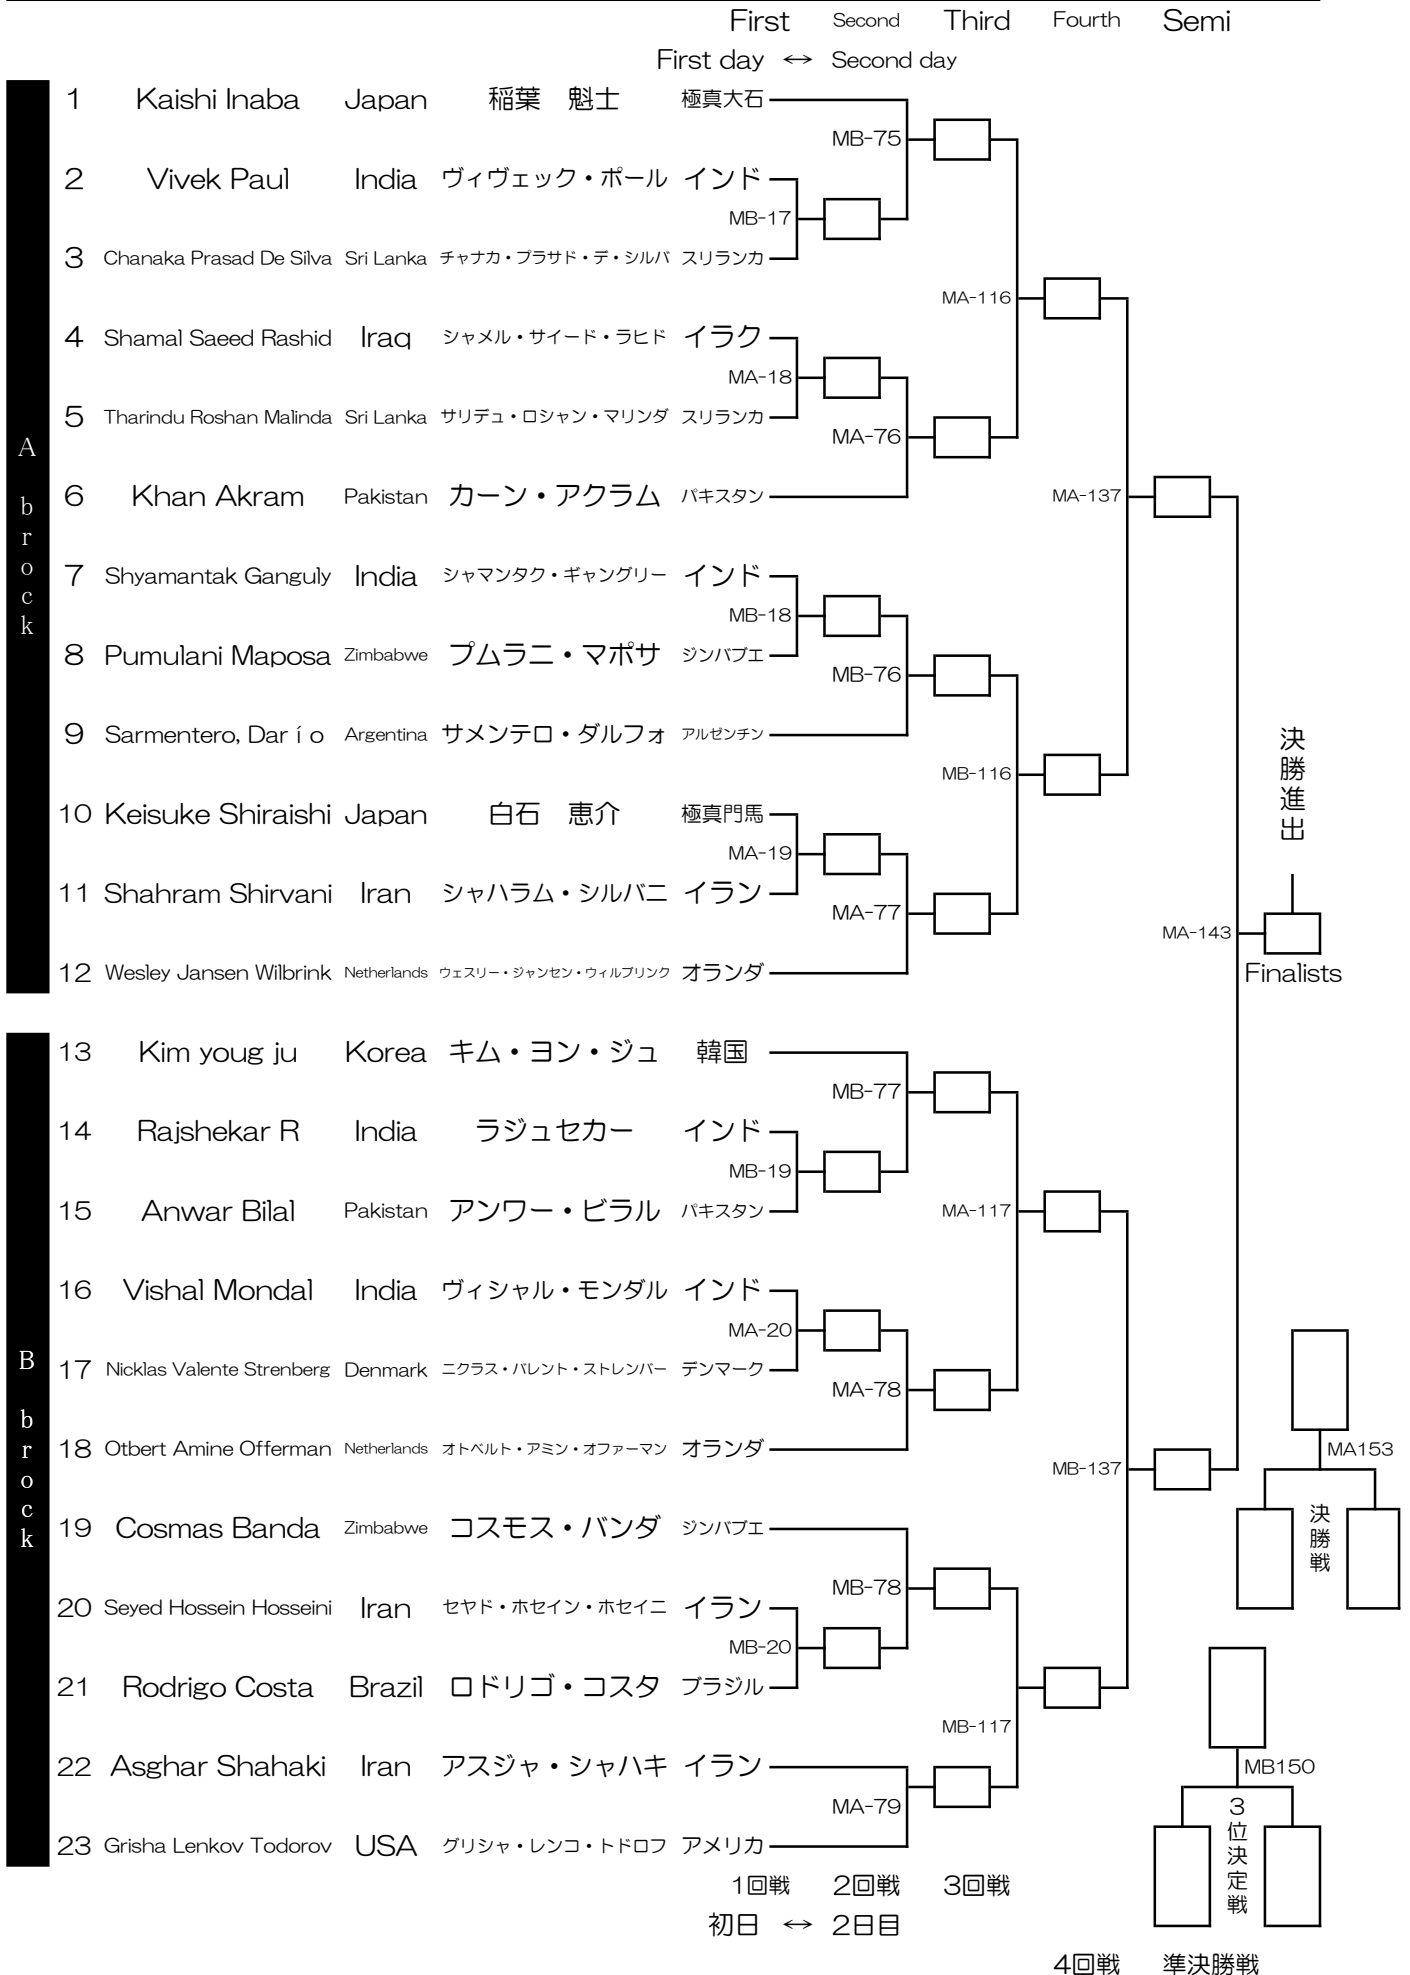 First Second Third Fourth Semi
First day ↔ Second day
1 Kaishi Inaba Japan 稲葉　魁士 極真大石
MB-75
2 Vivek Paul India ヴィヴェック・ポール インド
MB-17
3 Chanaka Prasad De Silva Sri Lanka チャナカ・プラサド・デ・シルバ スリランカ
MA-116
4 Shamal Saeed Rashid Iraq シャメル・サイード・ラヒド イラク
MA-18
5 Tharindu Roshan Malinda Sri Lanka サリデュ・ロシャン・マリンダ スリランカ
MA-76
6 Khan Akram Pakistan カーン・アクラム パキスタン
MA-137
7 Shyamantak Ganguly India シャマンタク・ギャングリー インド
MB-18
8 Pumulani Maposa Zimbabwe プムラニ・マポサ ジンバブエ
MB-76
9 Sarmentero, Darío Argentina サメンテロ・ダルフォ アルゼンチン
MB-116
10 Keisuke Shiraishi Japan 白石　恵介 極真門馬
MA-19
11 Shahram Shirvani Iran シャハラム・シルバニ イラン
MA-77
12 Wesley Jansen Wilbrink Netherlands ウェスリー・ジャンセン・ウィルブリンク オランダ
A brock
決勝進出
MA-143
Finalists
13 Kim youg ju Korea キム・ヨン・ジュ 韓国
MB-77
14 Rajshekar R India ラジュセカー インド
MB-19
15 Anwar Bilal Pakistan アンワー・ビラル パキスタン
MA-117
16 Vishal Mondal India ヴィシャル・モンダル インド
MA-20
17 Nicklas Valente Strenberg Denmark ニクラス・バレント・ストレンバー デンマーク
MA-78
18 Otbert Amine Offerman Netherlands オトベルト・アミン・オファーマン オランダ
MB-137
19 Cosmas Banda Zimbabwe コスモス・バンダ ジンバブエ
MB-78
20 Seyed Hossein Hosseini Iran セヤド・ホセイン・ホセイニ イラン
MB-20
21 Rodrigo Costa Brazil ロドリゴ・コスタ ブラジル
MB-117
22 Asghar Shahaki Iran アスジャ・シャハキ イラン
MA-79
23 Grisha Lenkov Todorov USA グリシャ・レンコ・トドロフ アメリカ
B brock
MA153
決勝戦
MB150
3位決定戦
1回戦 2回戦 3回戦
初日 ↔ 2日目
4回戦 準決勝戦